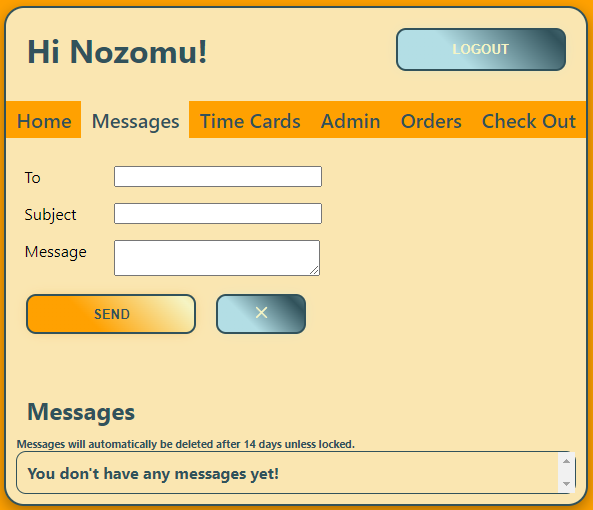 Hi Nozomu!
LOGOUT
Home Messages Time Cards Admin Orders Check Out
To
Subject
Message
SEND ✕
Messages
Messages will automatically be deleted after 14 days unless locked.
You don't have any messages yet!